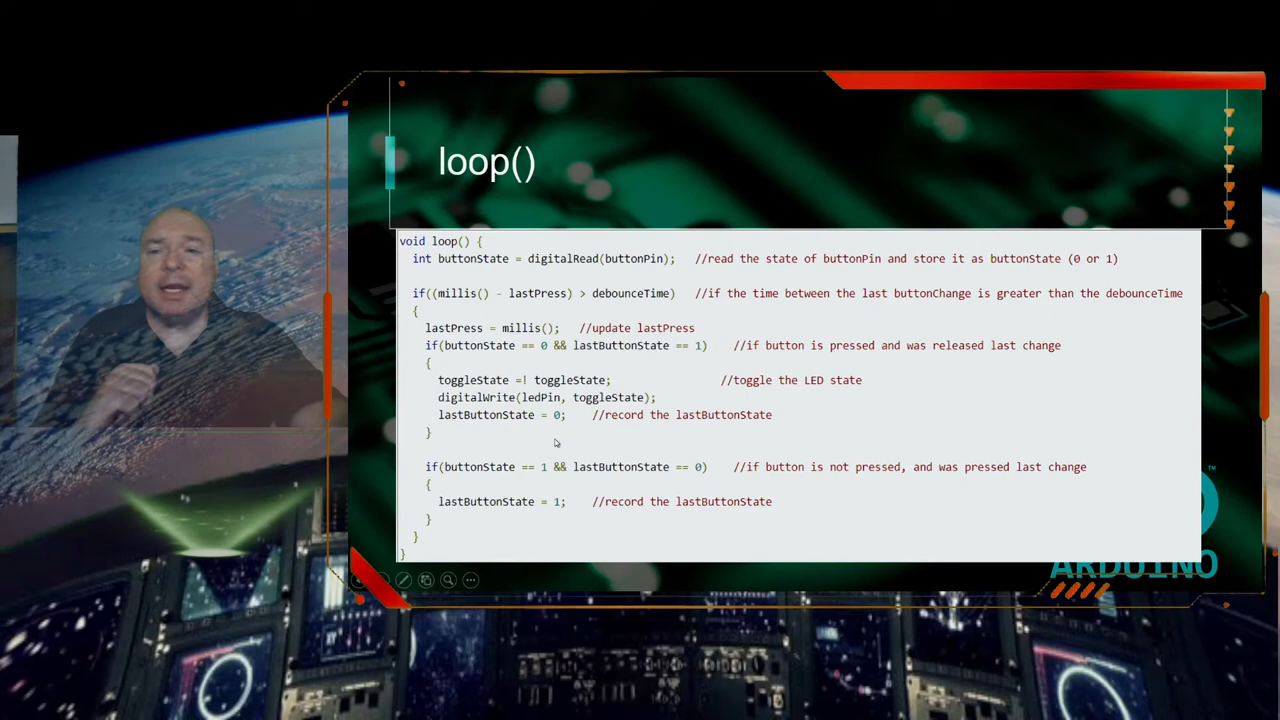 loop()
void loop() {
int buttonState = digitalRead(buttonPin); //read the state of buttonPin and store it as buttonState (0 or 1)
if((millis() - lastPress) > debounceTime) //if the time between the last buttonChange is greater than the debounceTime
{
lastPress = millis(); //update lastPress
if(buttonState == 0 && lastButtonState == 1) //if button is pressed and was released last change
{
toggleState =! toggleState; //toggle the LED state
digitalWrite(ledPin, toggleState);
lastButtonState = 0; //record the lastButtonState
}
if(buttonState == 1 && lastButtonState == 0) //if button is not pressed, and was pressed last change
{
lastButtonState = 1; //record the lastButtonState
}
}
}
™
ARDUINO